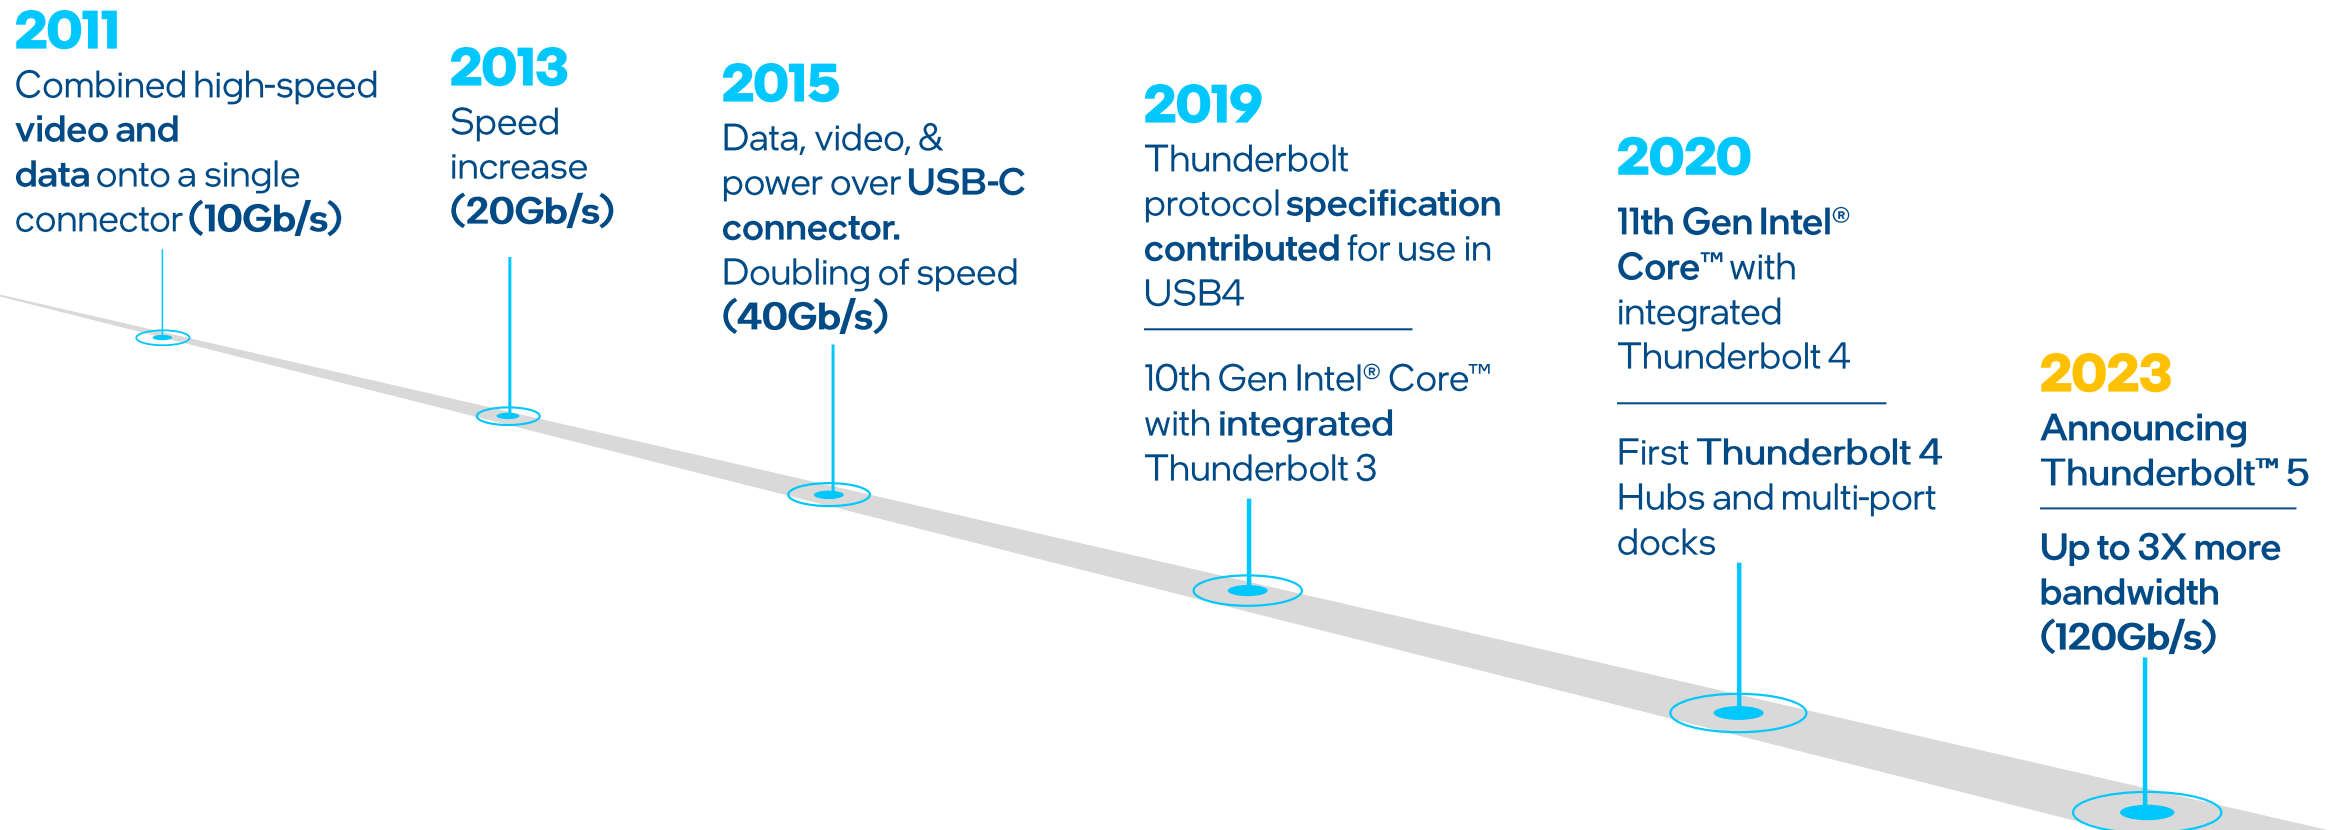 2011
Combined high-speed
video and
data onto a single
connector (10Gb/s)
2013
Speed
increase
(20Gb/s)
2015
Data, video, &
power over USB-C
connector.
Doubling of speed
(40Gb/s)
2019
Thunderbolt
protocol specification
contributed for use in
USB4
10th Gen Intel® Core™
with integrated
Thunderbolt 3
2020
11th Gen Intel®
Core™ with
integrated
Thunderbolt 4
First Thunderbolt 4
Hubs and multi-port
docks
2023
Announcing
Thunderbolt™ 5
Up to 3X more
bandwidth
(120Gb/s)